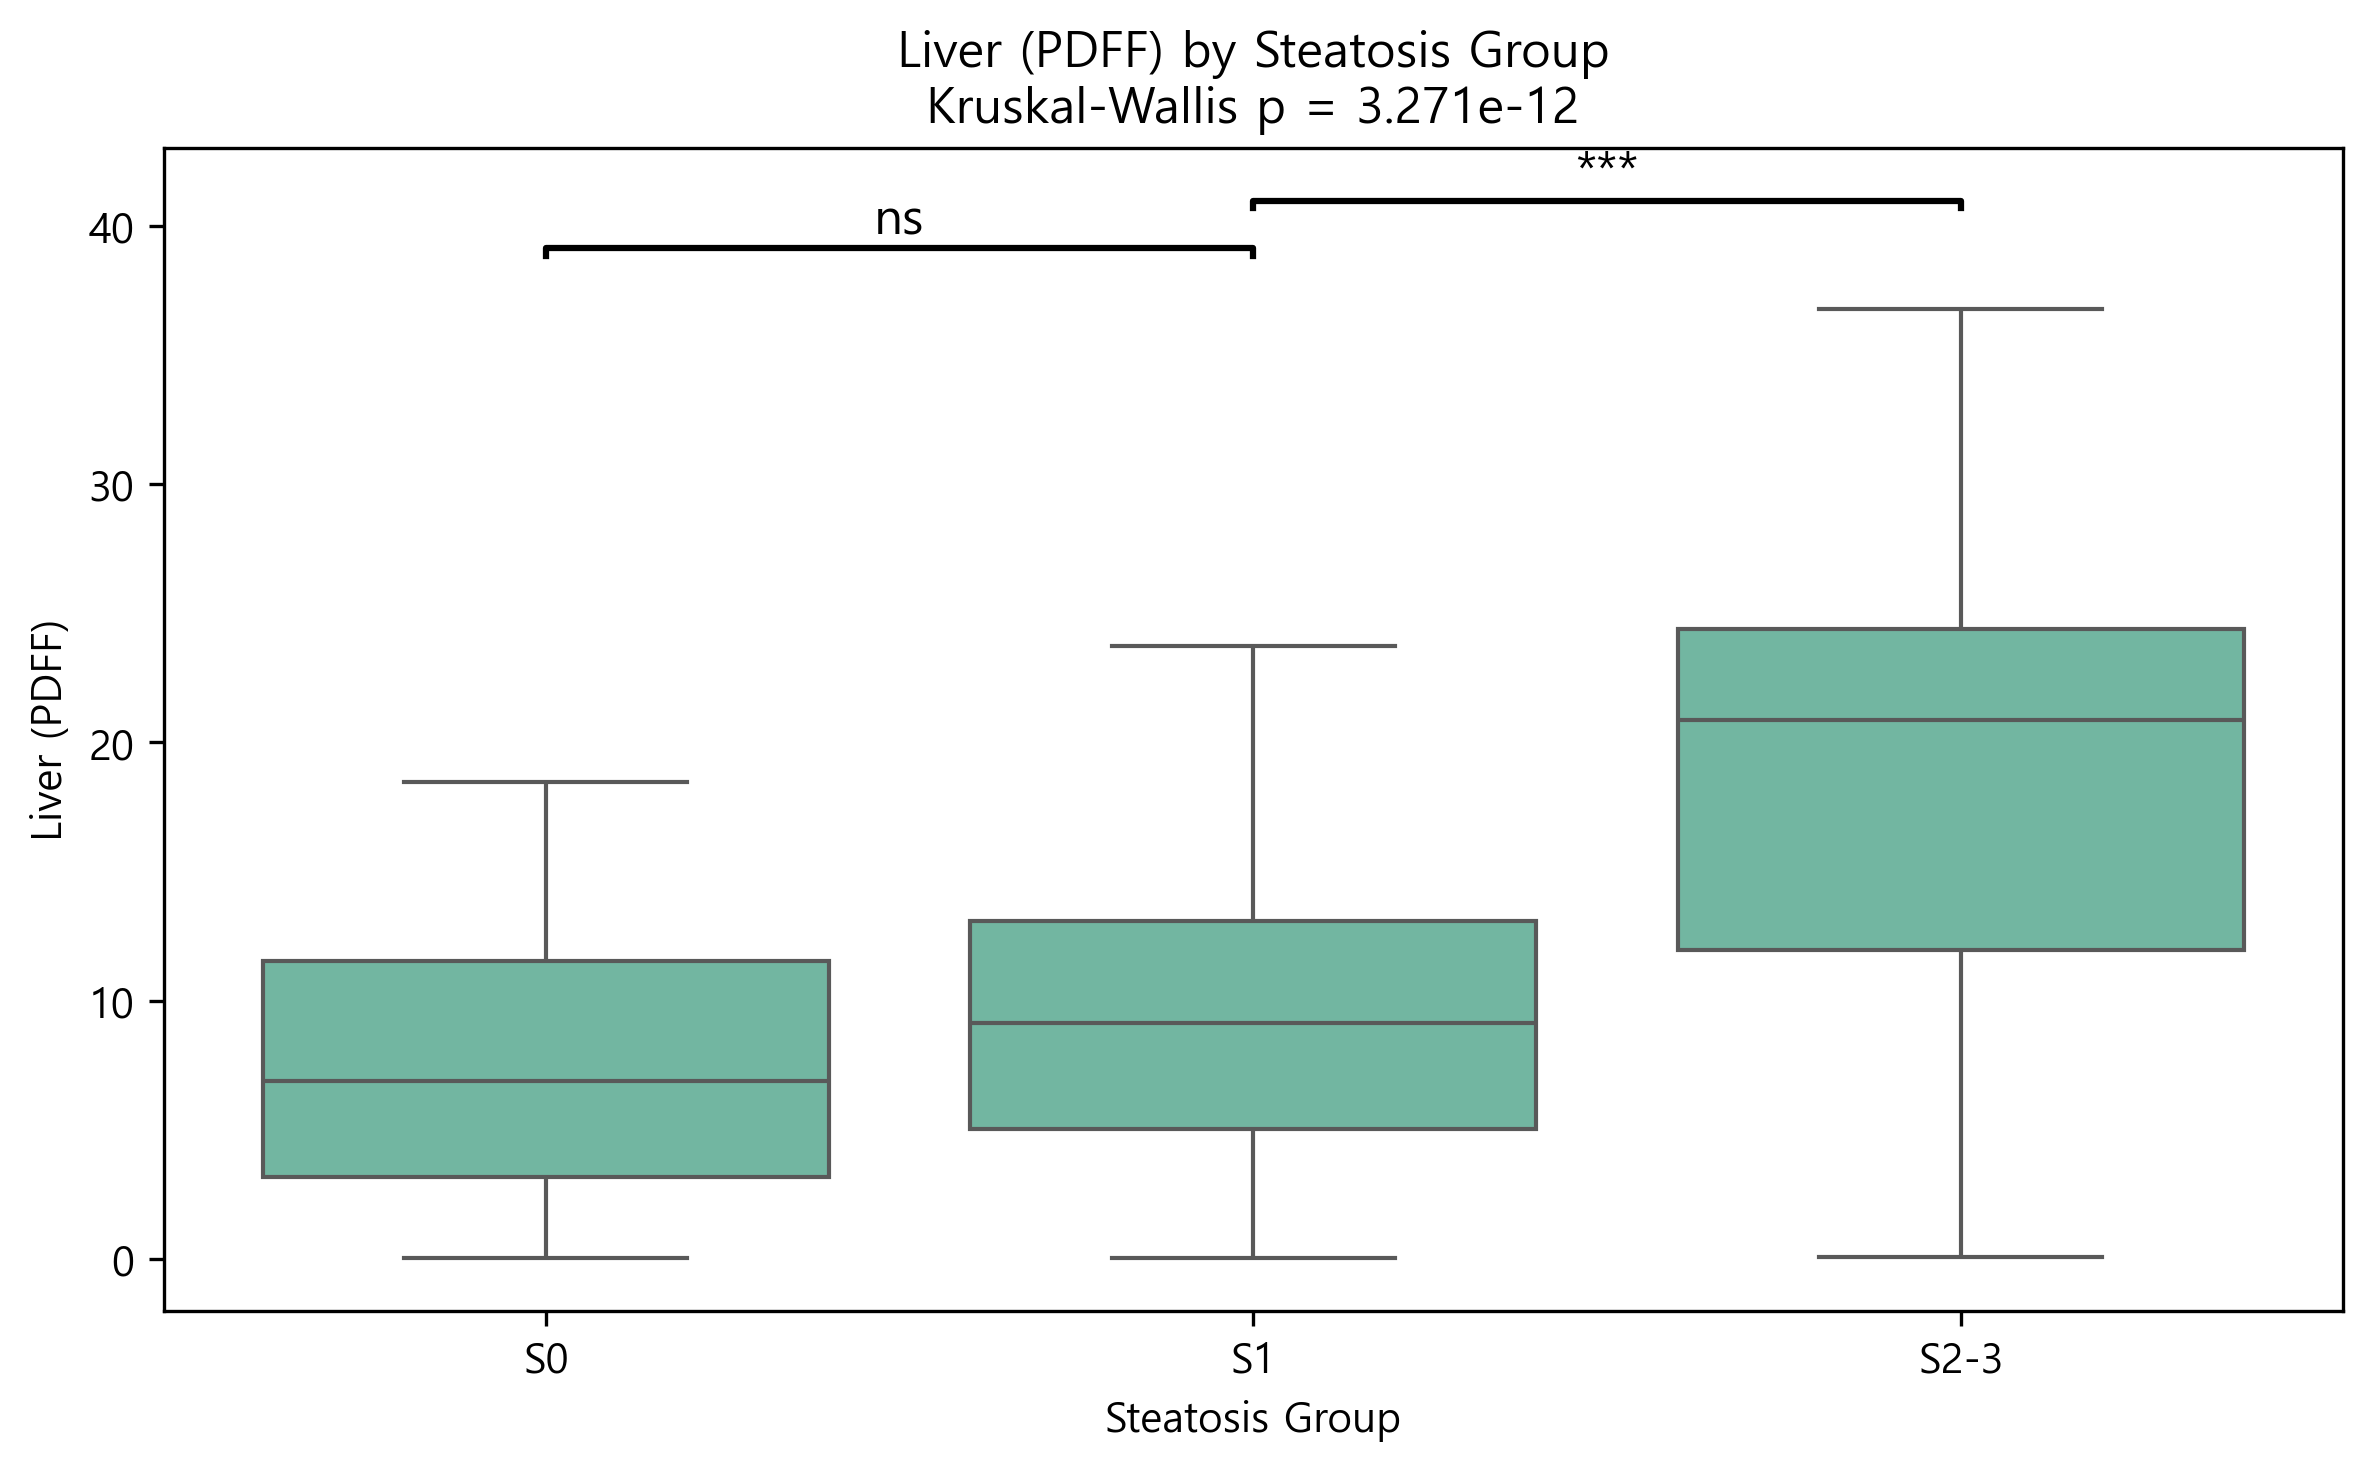 Liver (PDFF) by Steatosis Group
Kruskal-Wallis p = 3.271e-12
***
ns
40
30
20
10
0
Liver (PDFF)
S0
S1
S2-3
Steatosis Group